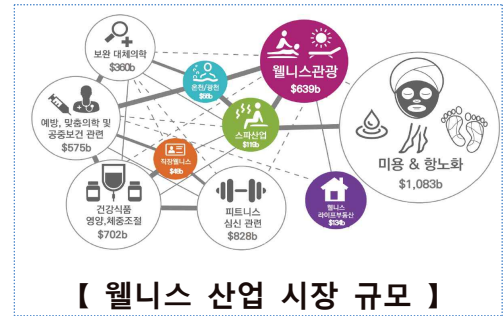 보완 대체의학
$360b
온천/광천
$56b
웰니스관광
$639b
예방, 맞춤의학 및
공중보건 관련
$575b
스파산업
$119b
직장웰니스
$48b
미용 & 항노화
$1,083b
건강식품
영양,체중조절
$702b
피트니스
심신 관련
$828b
웰니스
라이프부동산
$134b
【 웰니스 산업 시장 규모 】